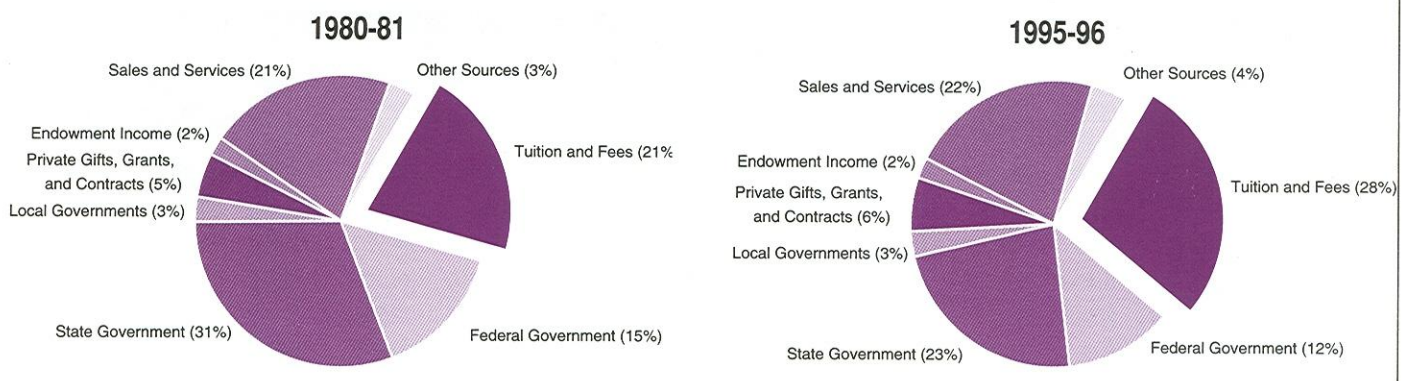 1980-81
Sales and Services (21%)
Other Sources (3%)
Endowment Income (2%)
Private Gifts, Grants,
and Contracts (5%)
Local Governments (3%)
Tuition and Fees (21%
State Government (31%)
Federal Government (15%)
1995-96
Sales and Services (22%)
Other Sources (4%)
Endowment Income (2%)
Private Gifts, Grants,
and Contracts (6%)
Local Governments (3%)
Tuition and Fees (28%)
State Government (23%)
Federal Government (12%)